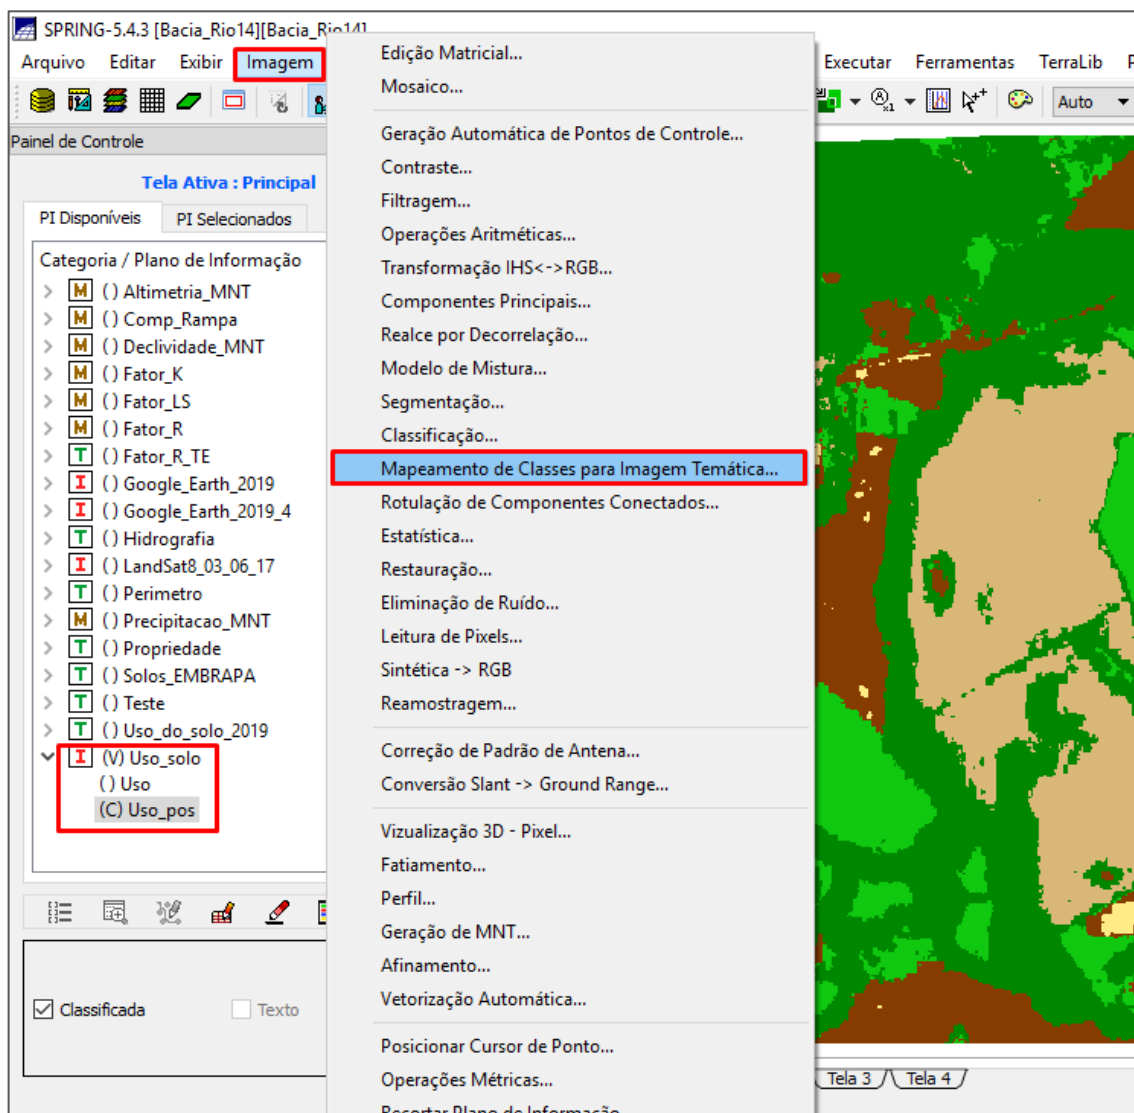 SPRING-5.4.3 [Bacia_Rio14][Bacia_Rio14]
Arquivo Editar Exibir Imagem Executar Ferramentas TerraLib
Auto
Painel de Controle
Tela Ativa : Principal
PI Disponíveis PI Selecionados
Categoria / Plano de Informação
M () Altimetria_MNT
M () Comp_Rampa
M () Declividade_MNT
M () Fator_K
M () Fator_LS
M () Fator_R
T () Fator_R_TE
I () Google_Earth_2019
I () Google_Earth_2019_4
T () Hidrografia
I () LandSat8_03_06_17
T () Perimetro
M () Precipitacao_MNT
T () Propriedade
T () Solos_EMBRAPA
T () Teste
T () Uso_do_solo_2019
I (V) Uso_solo
() Uso
(C) Uso_pos
Classificada Texto
Edição Matricial...
Mosaico...
Geração Automática de Pontos de Controle...
Contraste...
Filtragem...
Operações Aritméticas...
Transformação IHS<->RGB...
Componentes Principais...
Realce por Decorrelação...
Modelo de Mistura...
Segmentação...
Classificação...
Mapeamento de Classes para Imagem Temática...
Rotulação de Componentes Conectados...
Estatística...
Restauração...
Eliminação de Ruído...
Leitura de Pixels...
Sintética -> RGB
Reamostragem...
Correção de Padrão de Antena...
Conversão Slant -> Ground Range...
Vizualização 3D - Pixel...
Fatiamento...
Perfil...
Geração de MNT...
Afinamento...
Vetorização Automática...
Posicionar Cursor de Ponto...
Operações Métricas...
Recortar Plano de Informação
Tela 3 Tela 4